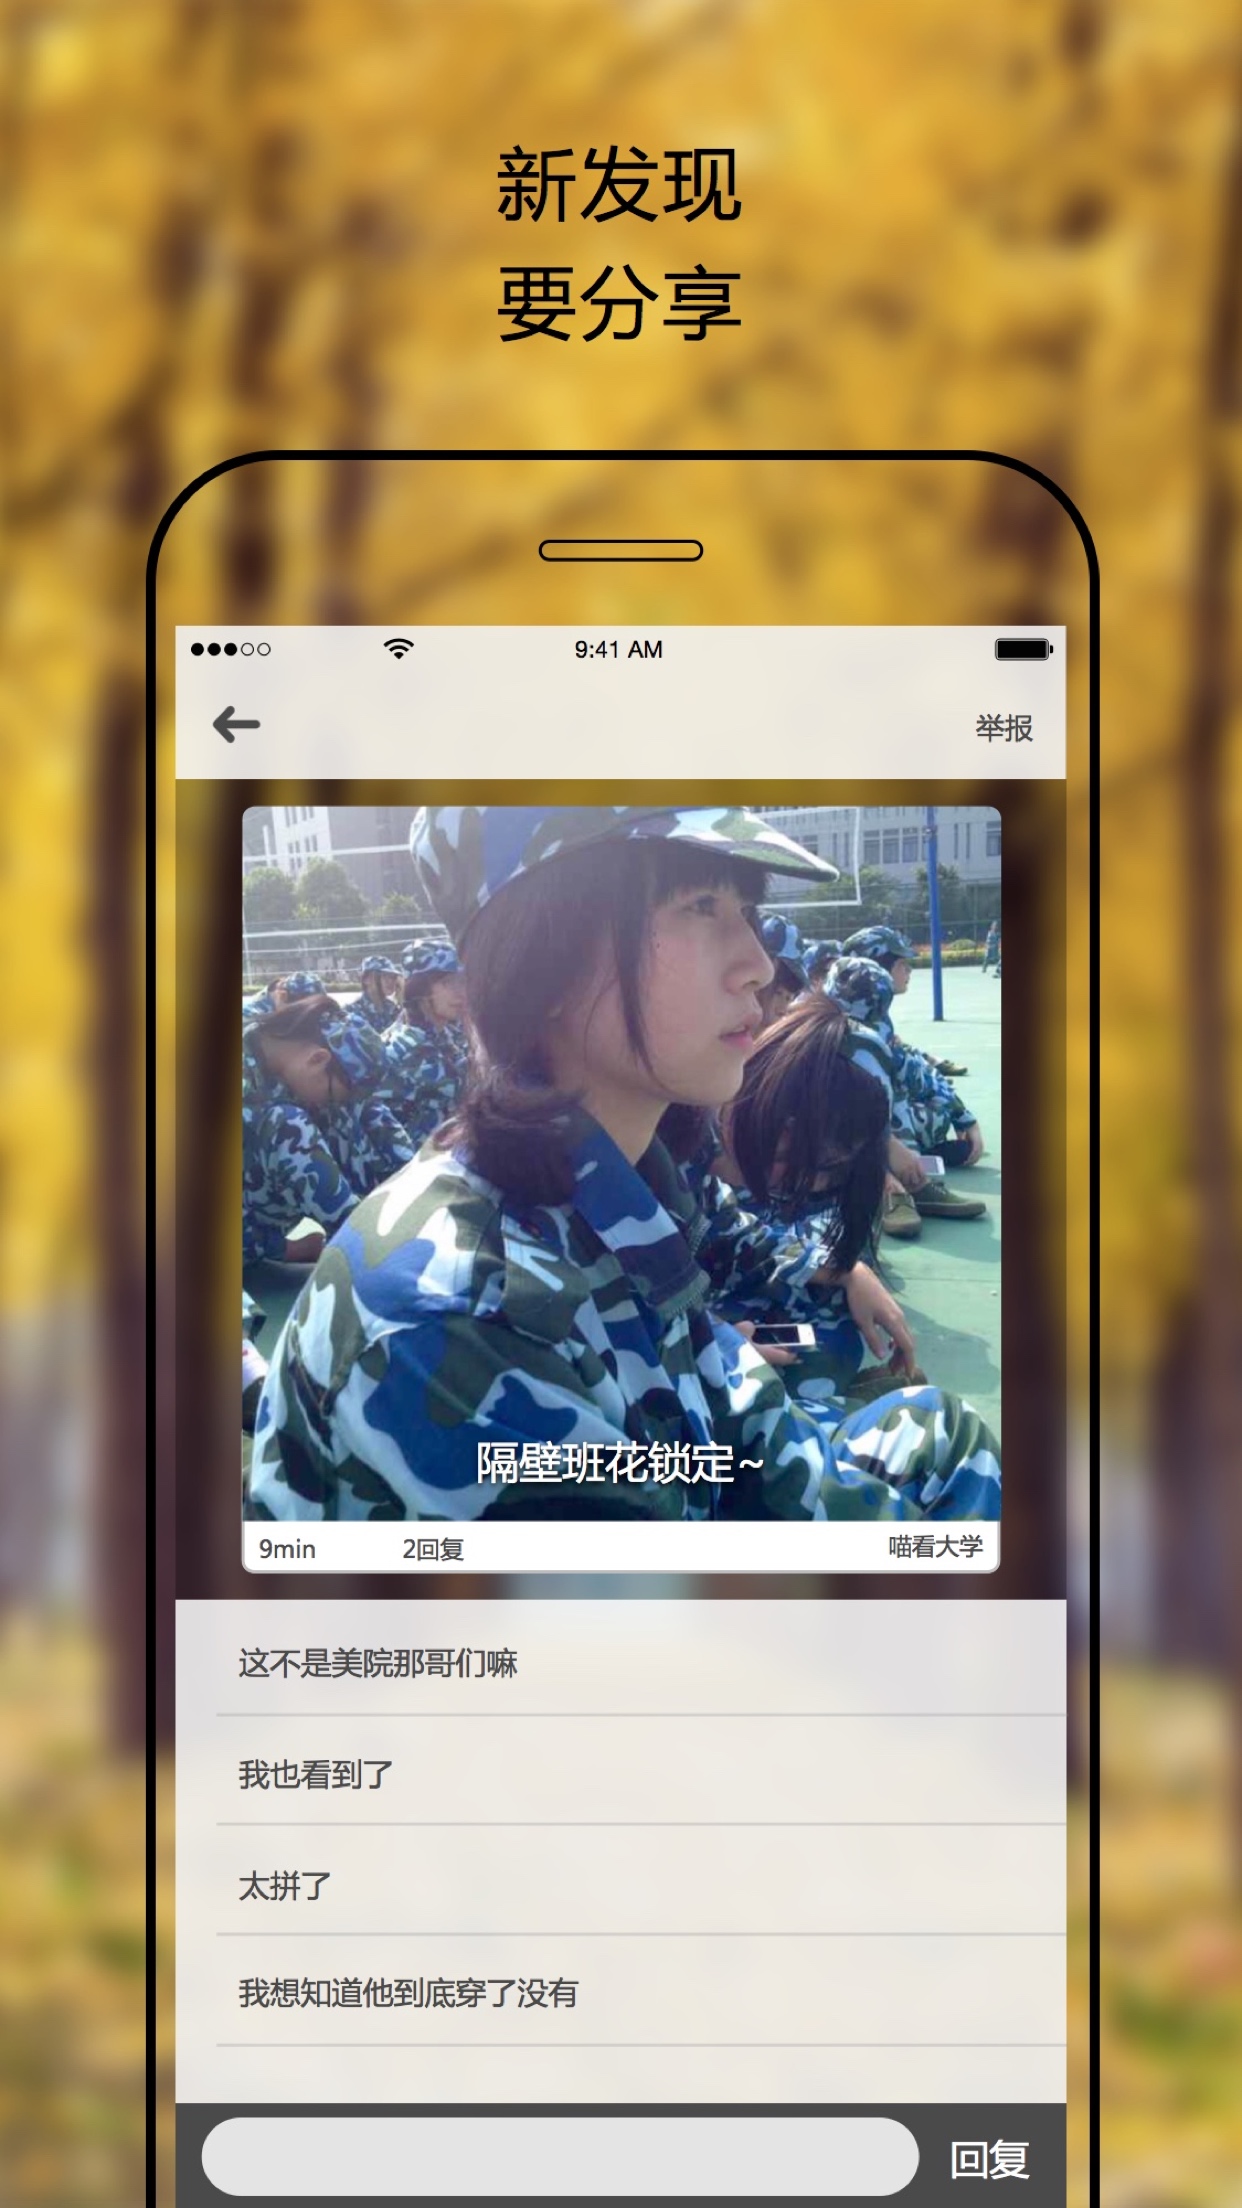 新发现
要分享
9:41 AM
举报
隔壁班花锁定~
9min 2回复 喵看大学
这不是美院那哥们嘛
我也看到了
太拼了
我想知道他到底穿了没有
回复